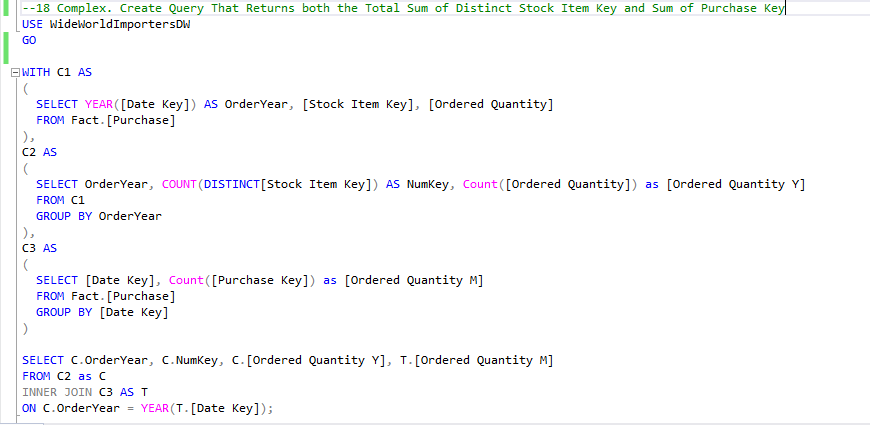 --18 Complex. Create Query That Returns both the Total Sum of Distinct Stock Item Key and Sum of Purchase Key
USE WideWorldImportersDW
GO
WITH C1 AS
(
SELECT YEAR([Date Key]) AS OrderYear, [Stock Item Key], [Ordered Quantity]
FROM Fact.[Purchase]
),
C2 AS
(
SELECT OrderYear, COUNT(DISTINCT[Stock Item Key]) AS NumKey, Count([Ordered Quantity]) as [Ordered Quantity Y]
FROM C1
GROUP BY OrderYear
),
C3 AS
(
SELECT [Date Key], Count([Purchase Key]) as [Ordered Quantity M]
FROM Fact.[Purchase]
GROUP BY [Date Key]
)
SELECT C.OrderYear, C.NumKey, C.[Ordered Quantity Y], T.[Ordered Quantity M]
FROM C2 as C
INNER JOIN C3 AS T
ON C.OrderYear = YEAR(T.[Date Key]);